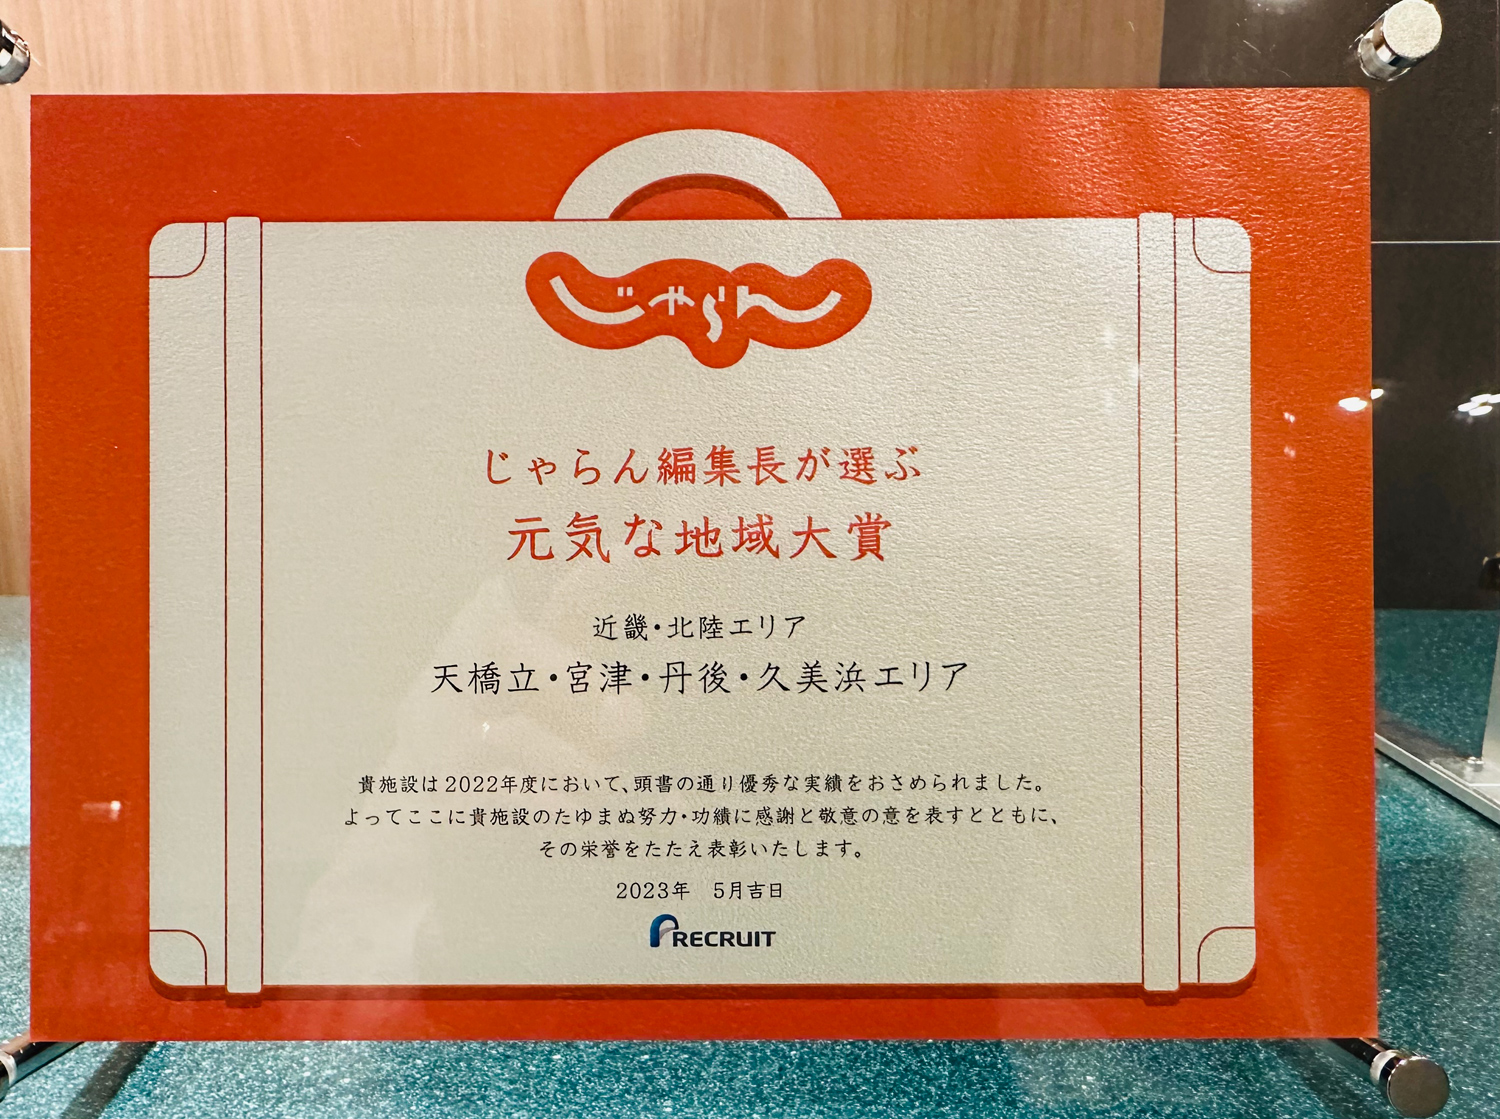 じゃらん
じゃらん編集長が選ぶ
元気な地域大賞
近畿・北陸エリア
天橋立・宮津・丹後・久美浜エリア
貴施設は2022年度において、頭書の通り優秀な実績をおさめられました。
よってここに貴施設のたゆまぬ努力・功績に感謝と敬意の意を表すとともに、
その栄誉をたたえ表彰いたします。
2023年 5月吉日
RECRUIT